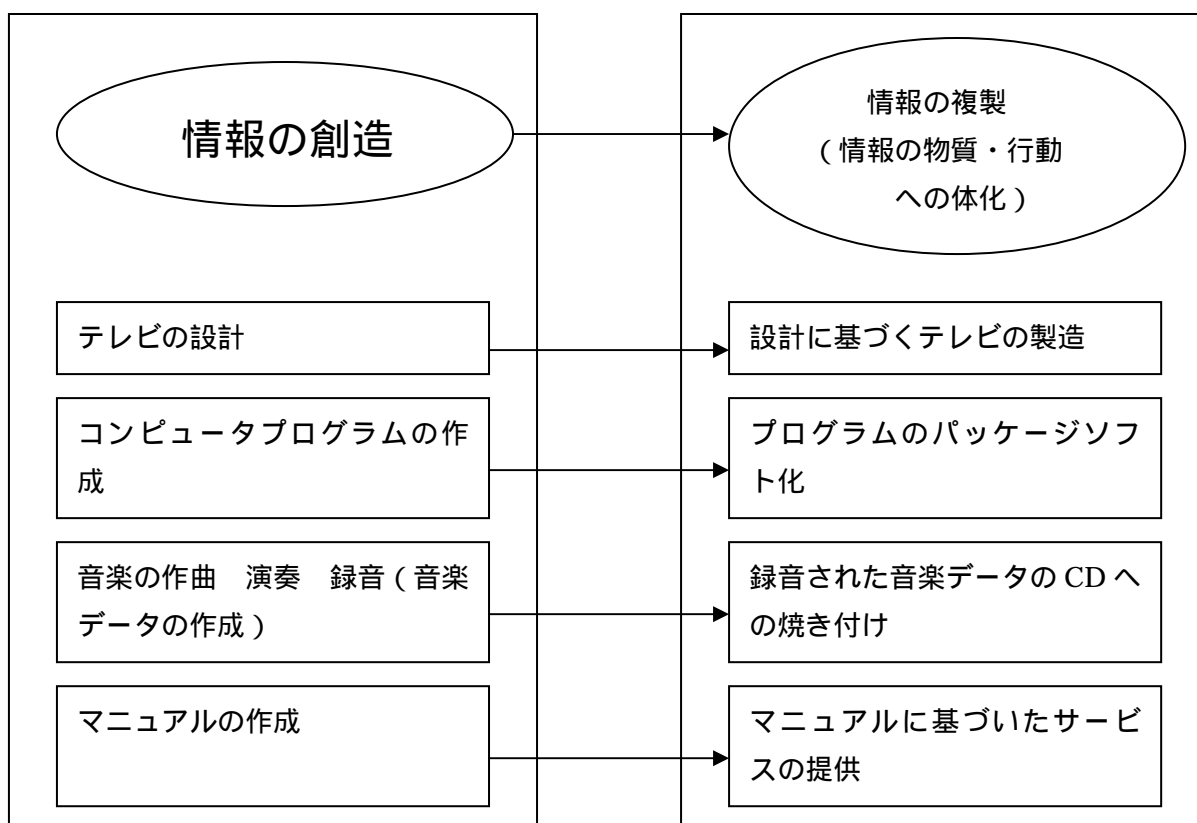 情報の創造
情報の複製
（情報の物質・行動
への体化）
テレビの設計
設計に基づくテレビの製造
コンピュータプログラムの作
成
プログラムのパッケージソフ
ト化
音楽の作曲　演奏　録音（音楽
データの作成）
録音された音楽データの CD へ
の焼き付け
マニュアルの作成
マニュアルに基づいたサービ
スの提供